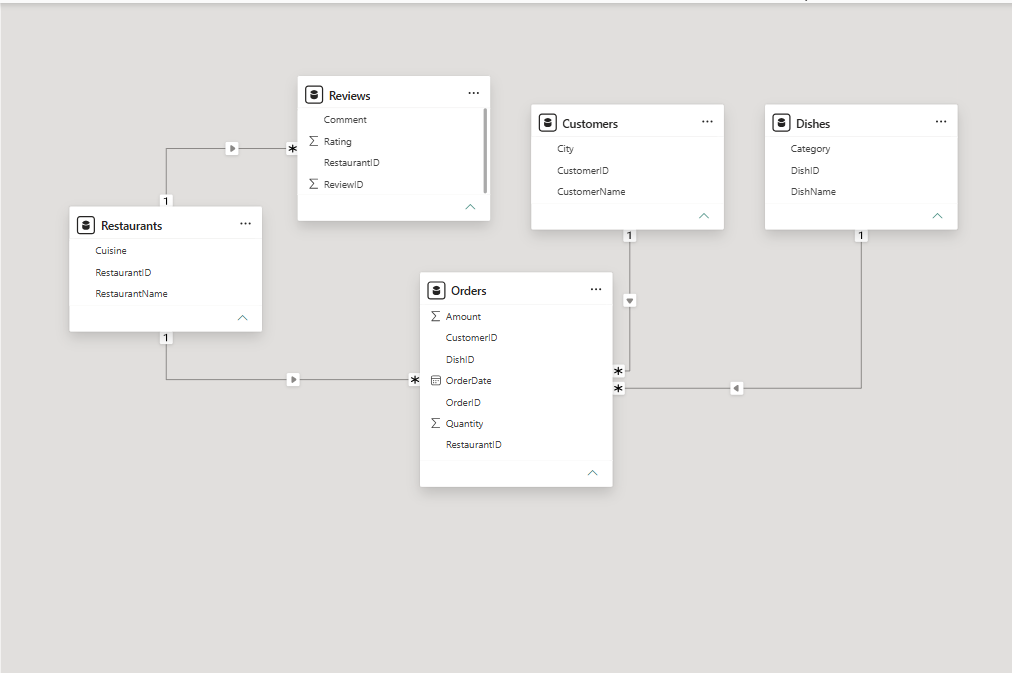 Reviews
Comment
Rating
RestaurantID
ReviewID
Customers
City
CustomerID
CustomerName
Dishes
Category
DishID
DishName
Restaurants
Cuisine
RestaurantID
RestaurantName
Orders
Amount
CustomerID
DishID
OrderDate
OrderID
Quantity
RestaurantID
1
*
1
*
1
*
1
*